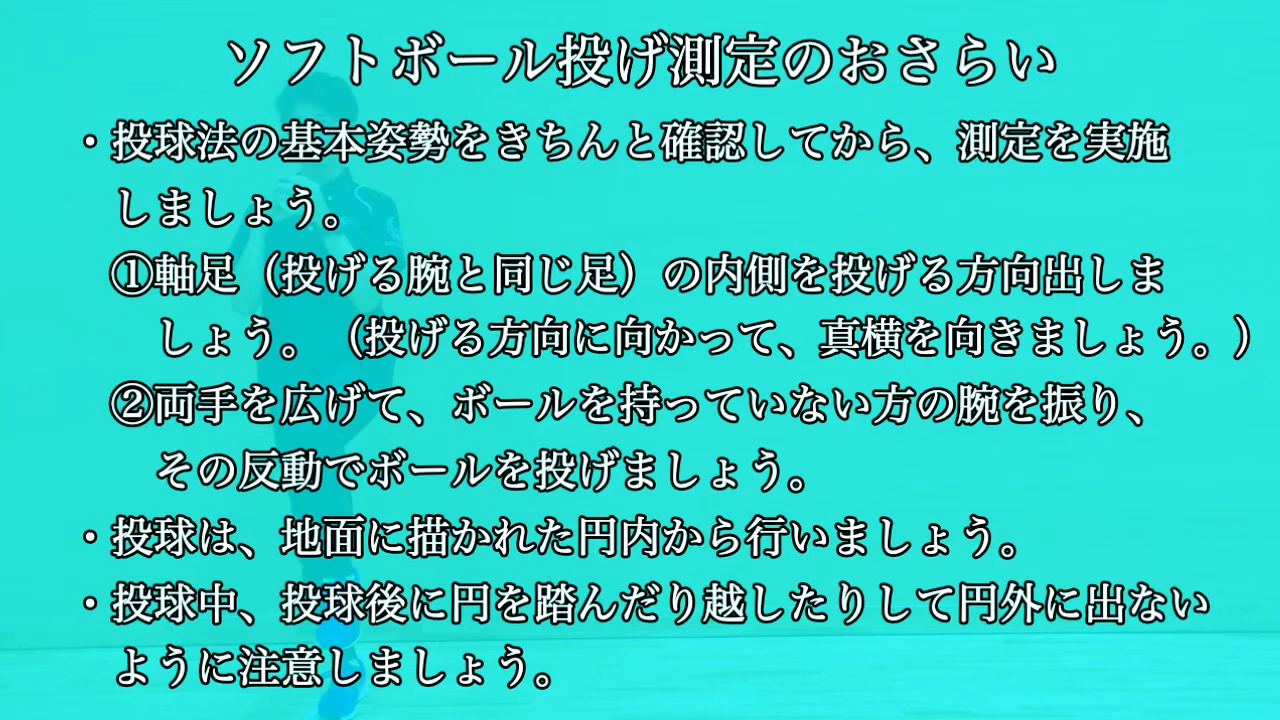 ソフトボール投げ測定のおさらい
・投球法の基本姿勢をきちんと確認してから、測定を実施
しましょう。
①軸足（投げる腕と同じ足）の内側を投げる方向出しま
しょう。（投げる方向に向かって、真横を向きましょう。）
②両手を広げて、ボールを持っていない方の腕を振り、
その反動でボールを投げましょう。
・投球は、地面に描かれた円内から行いましょう。
・投球中、投球後に円を踏んだり越したりして円外に出ない
ように注意しましょう。